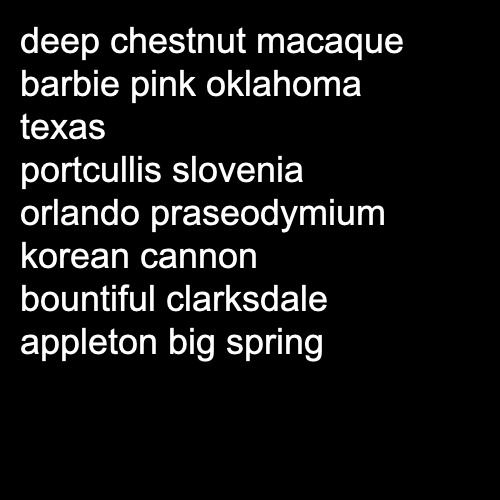 deep chestnut macaque
barbie pink oklahoma
texas
portcullis slovenia
orlando praseodymium
korean cannon
bountiful clarksdale
appleton big spring